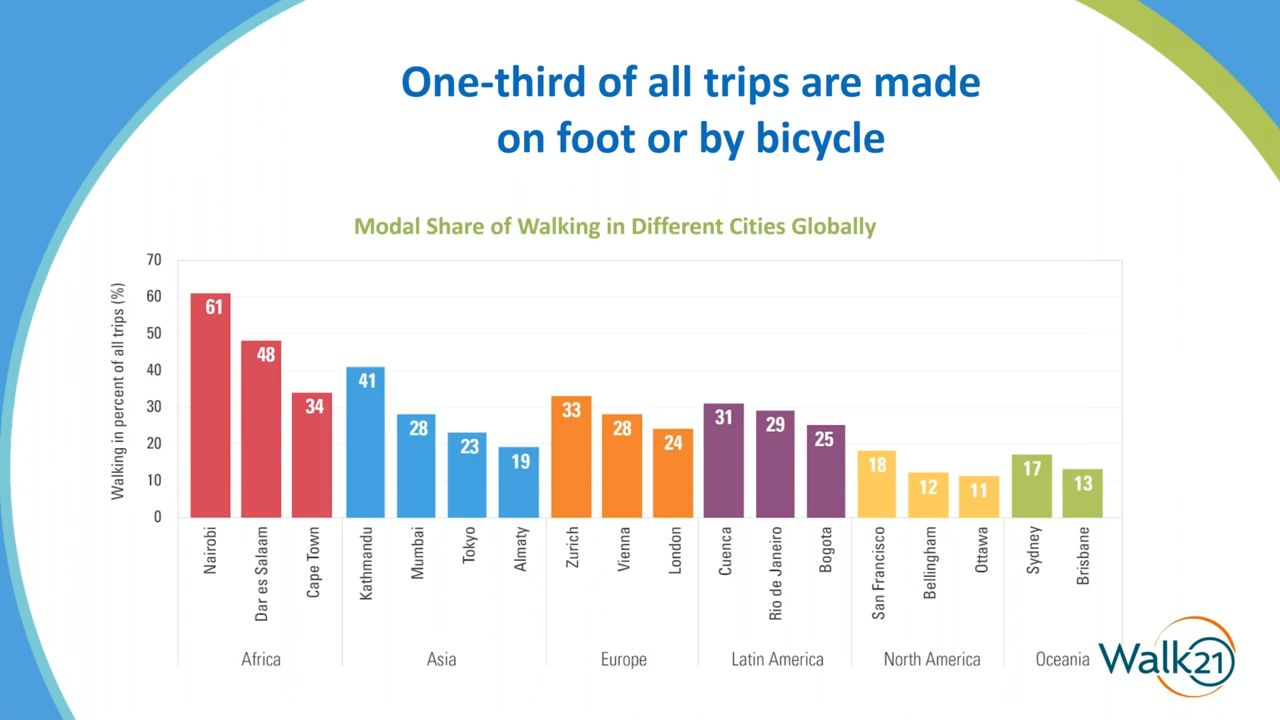 One-third of all trips are made
on foot or by bicycle
Modal Share of Walking in Different Cities Globally
Walking in percent of all trips (%)
70
60
50
40
30
20
10
0
61
48
34
41
28
23
19
33
28
24
31
29
25
18
12
11
17
13
Nairobi
Dar es Salaam
Cape Town
Kathmandu
Mumbai
Tokyo
Almaty
Zurich
Vienna
London
Cuenca
Rio de Janeiro
Bogota
San Francisco
Bellingham
Ottawa
Sydney
Brisbane
Africa
Asia
Europe
Latin America
North America
Oceania
Walk21